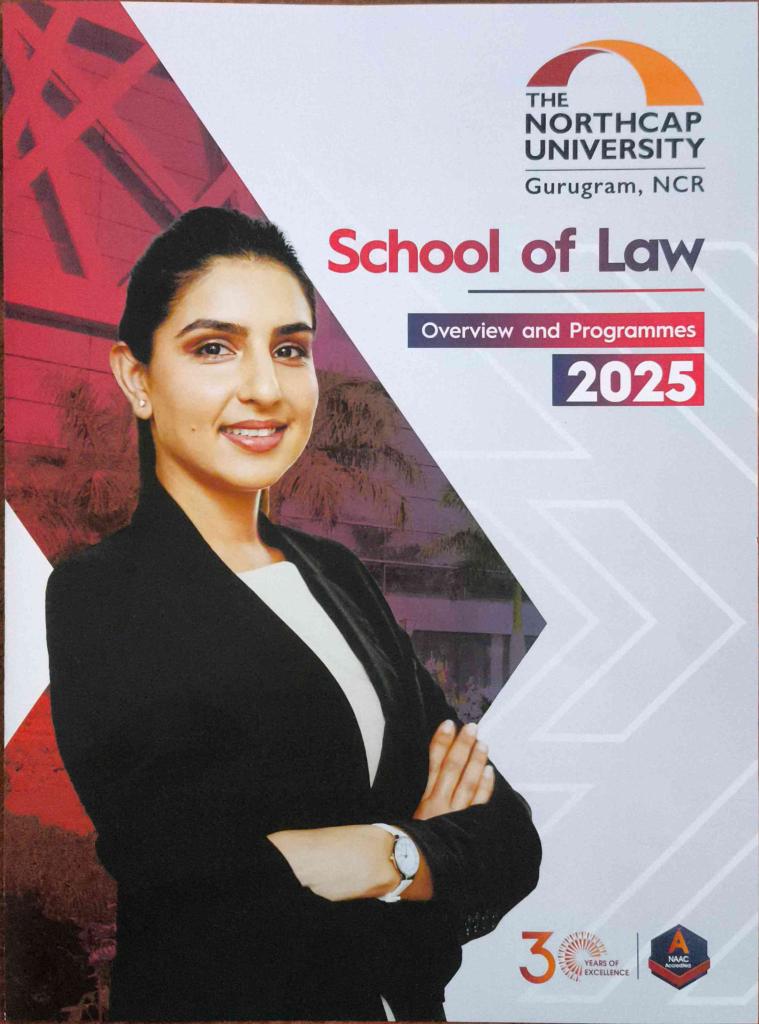 THE
NORTHCAP
UNIVERSITY
Gurugram, NCR
School of Law
Overview and Programmes
2025
30 YEARS OF
EXCELLENCE
A
NAAC
Accredited